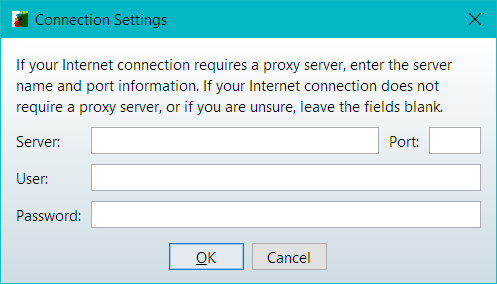 Connection Settings
If your Internet connection requires a proxy server, enter the server
name and port information. If your Internet connection does not
require a proxy server, or if you are unsure, leave the fields blank.
Server: Port:
User:
Password:
OK Cancel